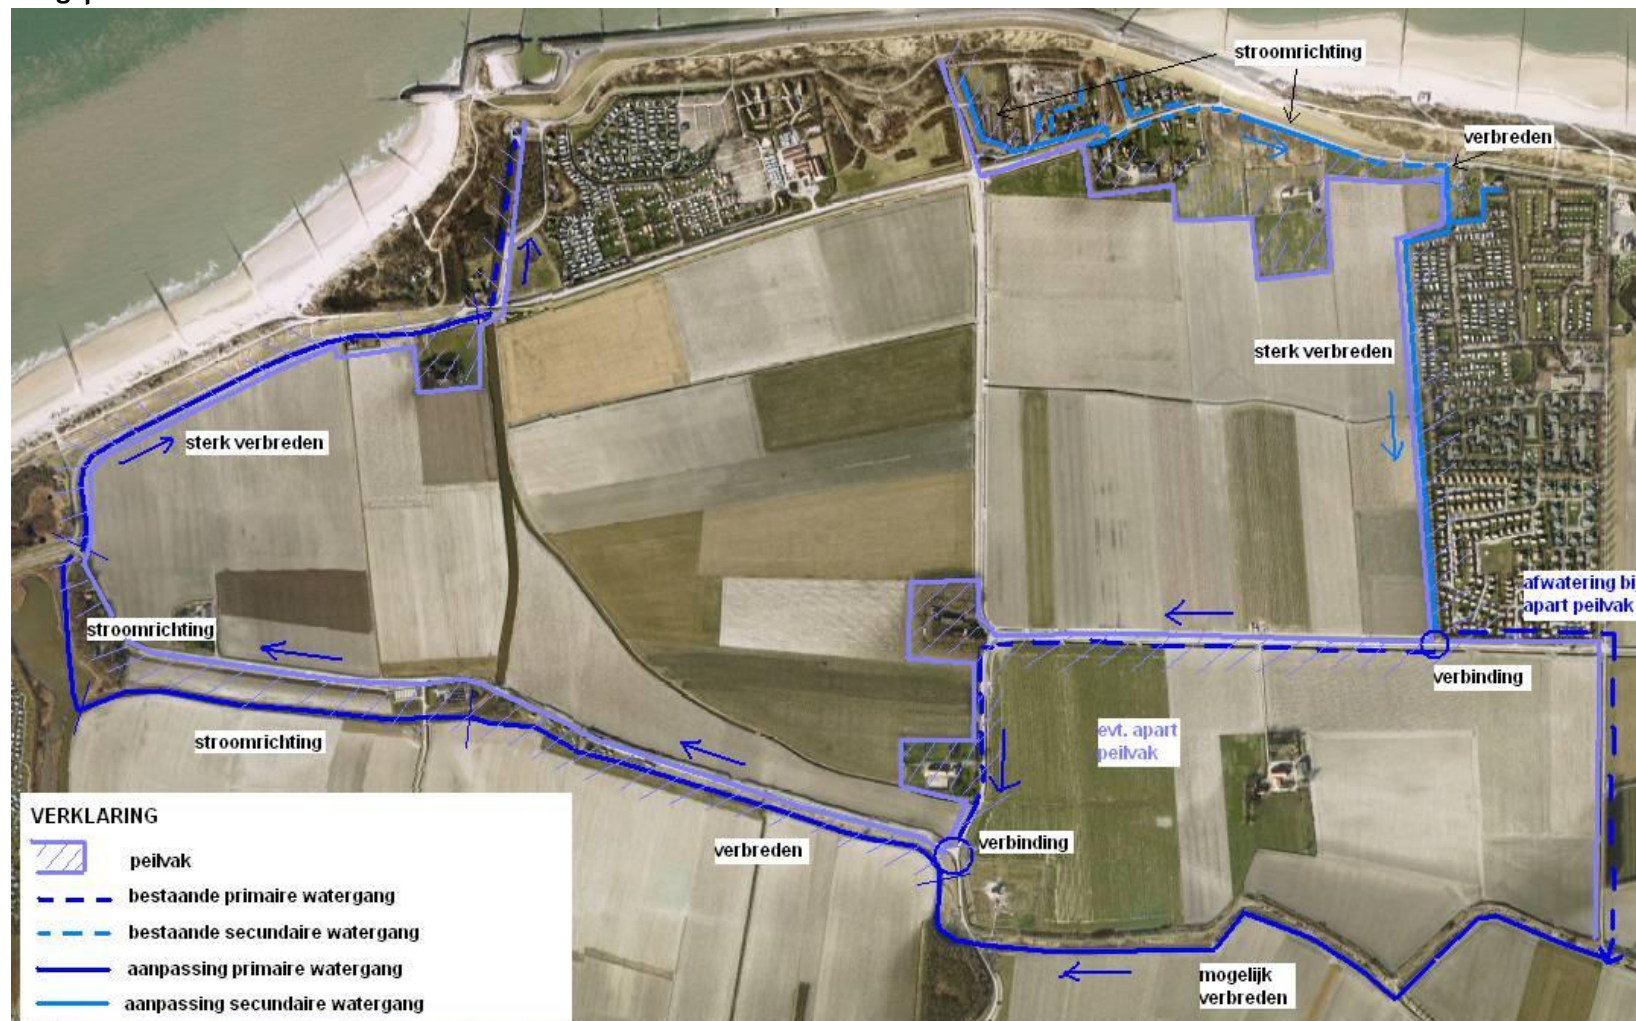 stroomrichting
verbreden
sterk verbreden
sterk verbreden
afwatering bi
apart peilvak
stroomrichting
verbinding
stroomrichting
evt. apart
peilvak
verbreden
verbinding
mogelijk
verbreden
VERKLARING
peilvak
bestaande primaire watergang
bestaande secundaire watergang
aanpassing primaire watergang
aanpassing secundaire watergang